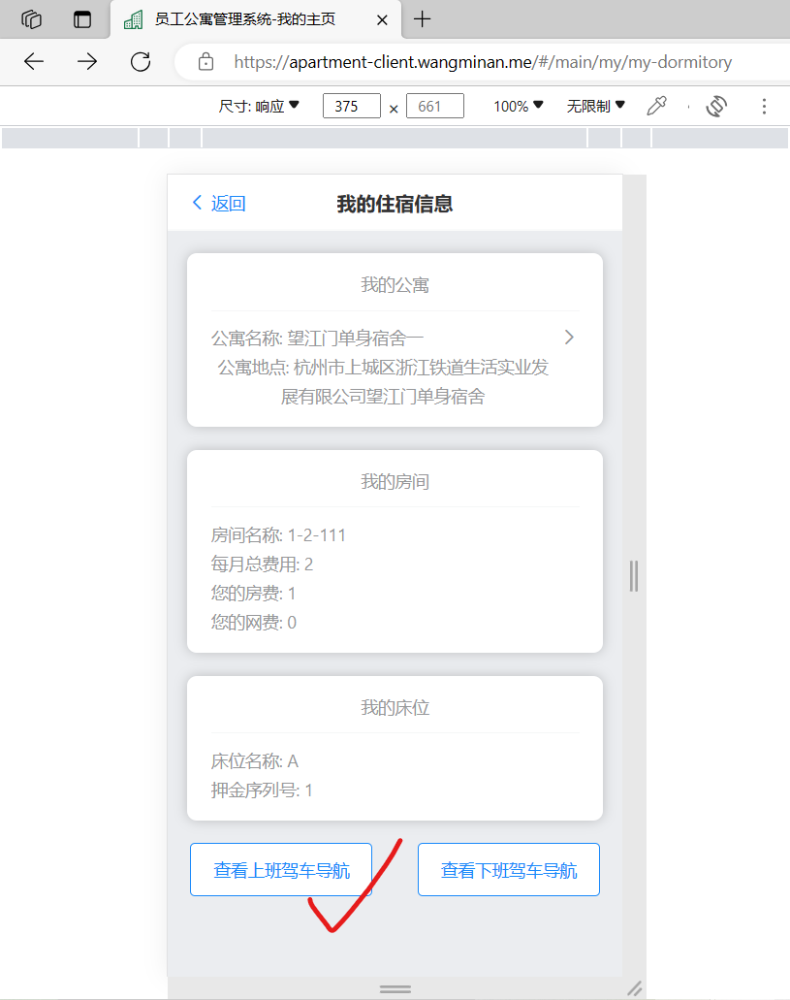 员工公寓管理系统-我的主页
https://apartment-client.wangminan.me/#/main/my/my-dormitory
尺寸: 响应 375 × 661 100% 无限制
返回 我的住宿信息
我的公寓
公寓名称: 望江门单身宿舍一
公寓地点: 杭州市上城区浙江铁道生活实业发
展有限公司望江门单身宿舍
我的房间
房间名称: 1-2-111
每月总费用: 2
您的房费: 1
您的网费: 0
我的床位
床位名称: A
押金序列号: 1
查看上班驾车导航 查看下班驾车导航